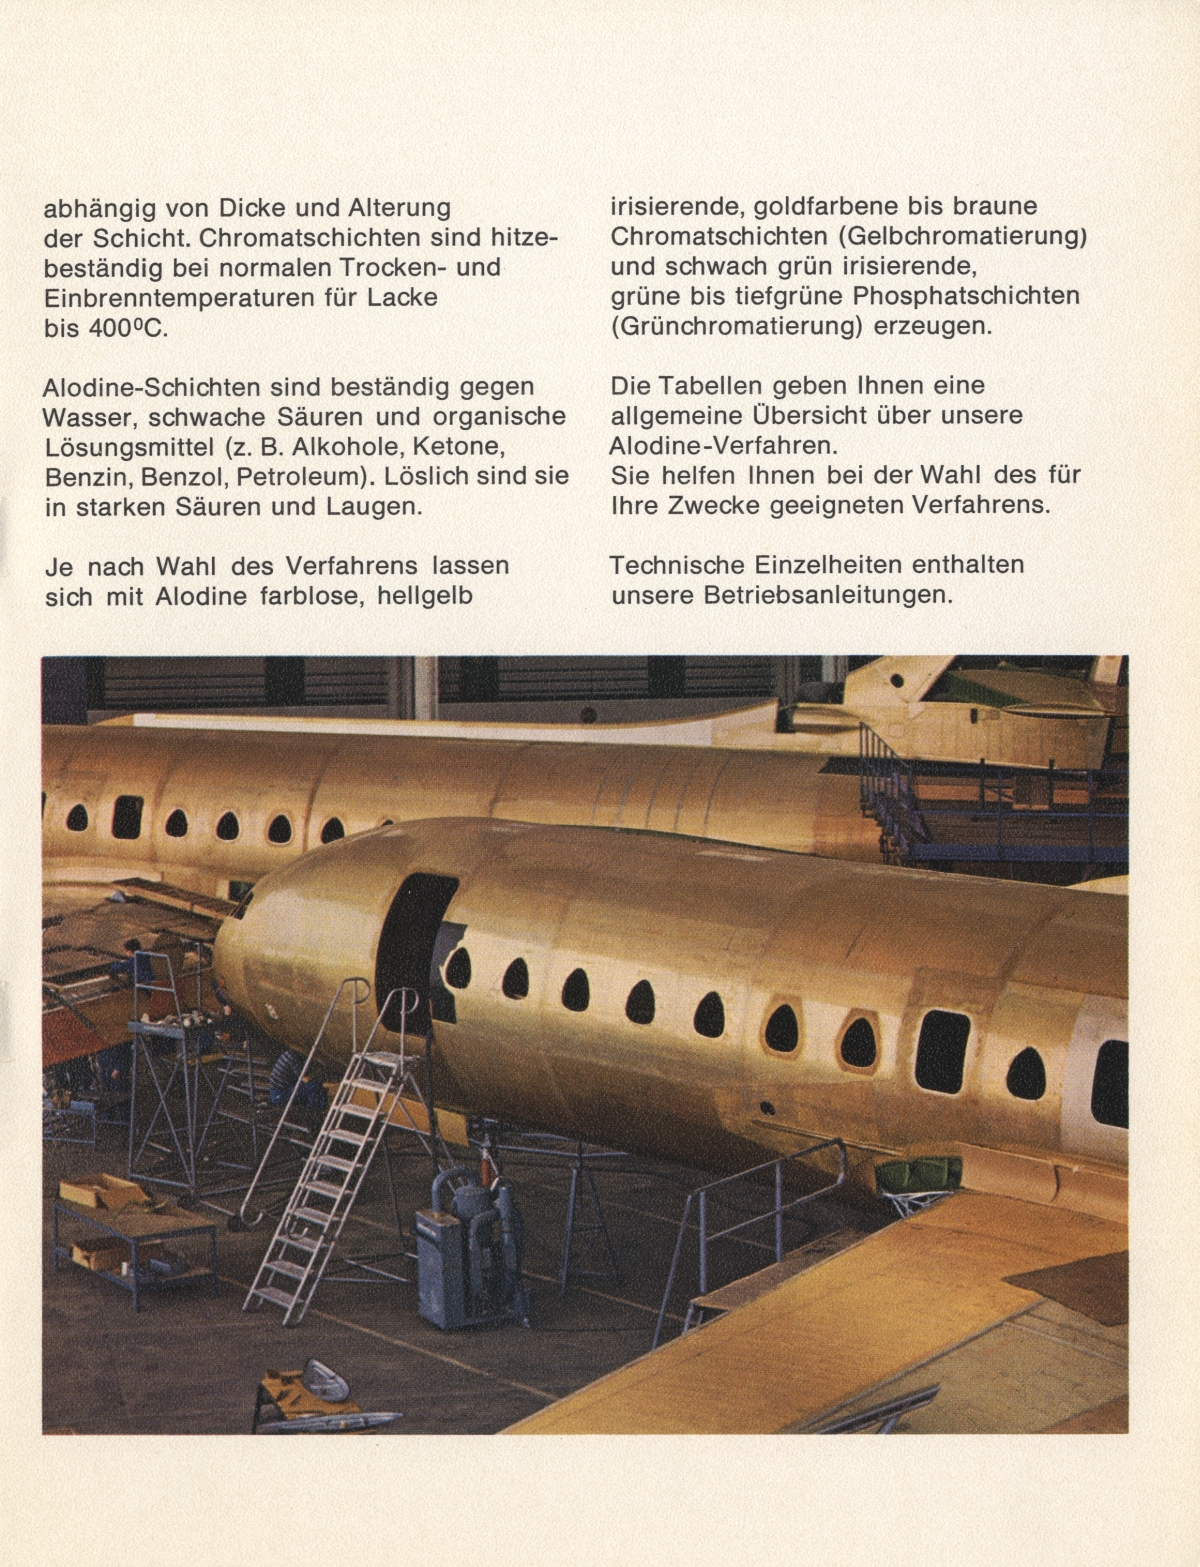 abhängig von Dicke und Alterung
der Schicht. Chromatschichten sind hitze-
beständig bei normalen Trocken- und
Einbrenntemperaturen für Lacke
bis 400⁰C.
Alodine-Schichten sind beständig gegen
Wasser, schwache Säuren und organische
Lösungsmittel (z. B. Alkohole, Ketone,
Benzin, Benzol, Petroleum). Löslich sind sie
in starken Säuren und Laugen.
Je nach Wahl des Verfahrens lassen
sich mit Alodine farblose, hellgelb
irisierende, goldfarbene bis braune
Chromatschichten (Gelbchromatierung)
und schwach grün irisierende,
grüne bis tiefgrüne Phosphatschichten
(Grünchromatierung) erzeugen.
Die Tabellen geben Ihnen eine
allgemeine Übersicht über unsere
Alodine-Verfahren.
Sie helfen Ihnen bei der Wahl des für
Ihre Zwecke geeigneten Verfahrens.
Technische Einzelheiten enthalten
unsere Betriebsanleitungen.